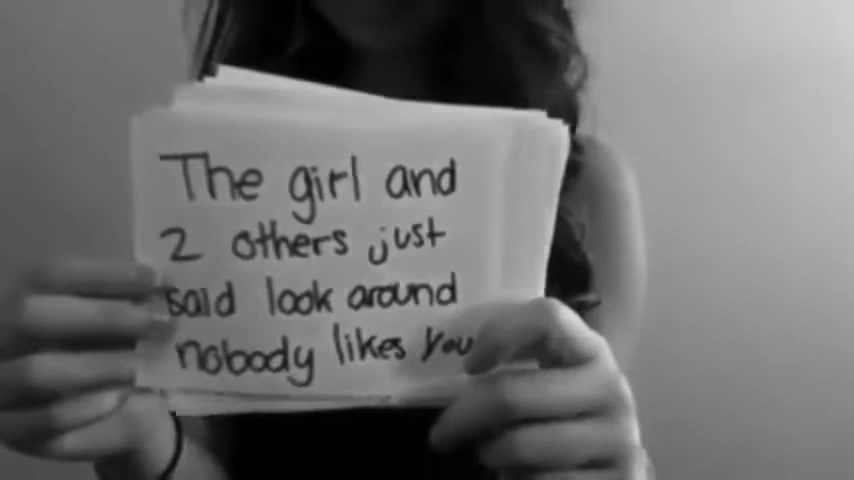 The girl and
2 others just
said look around
nobody likes you